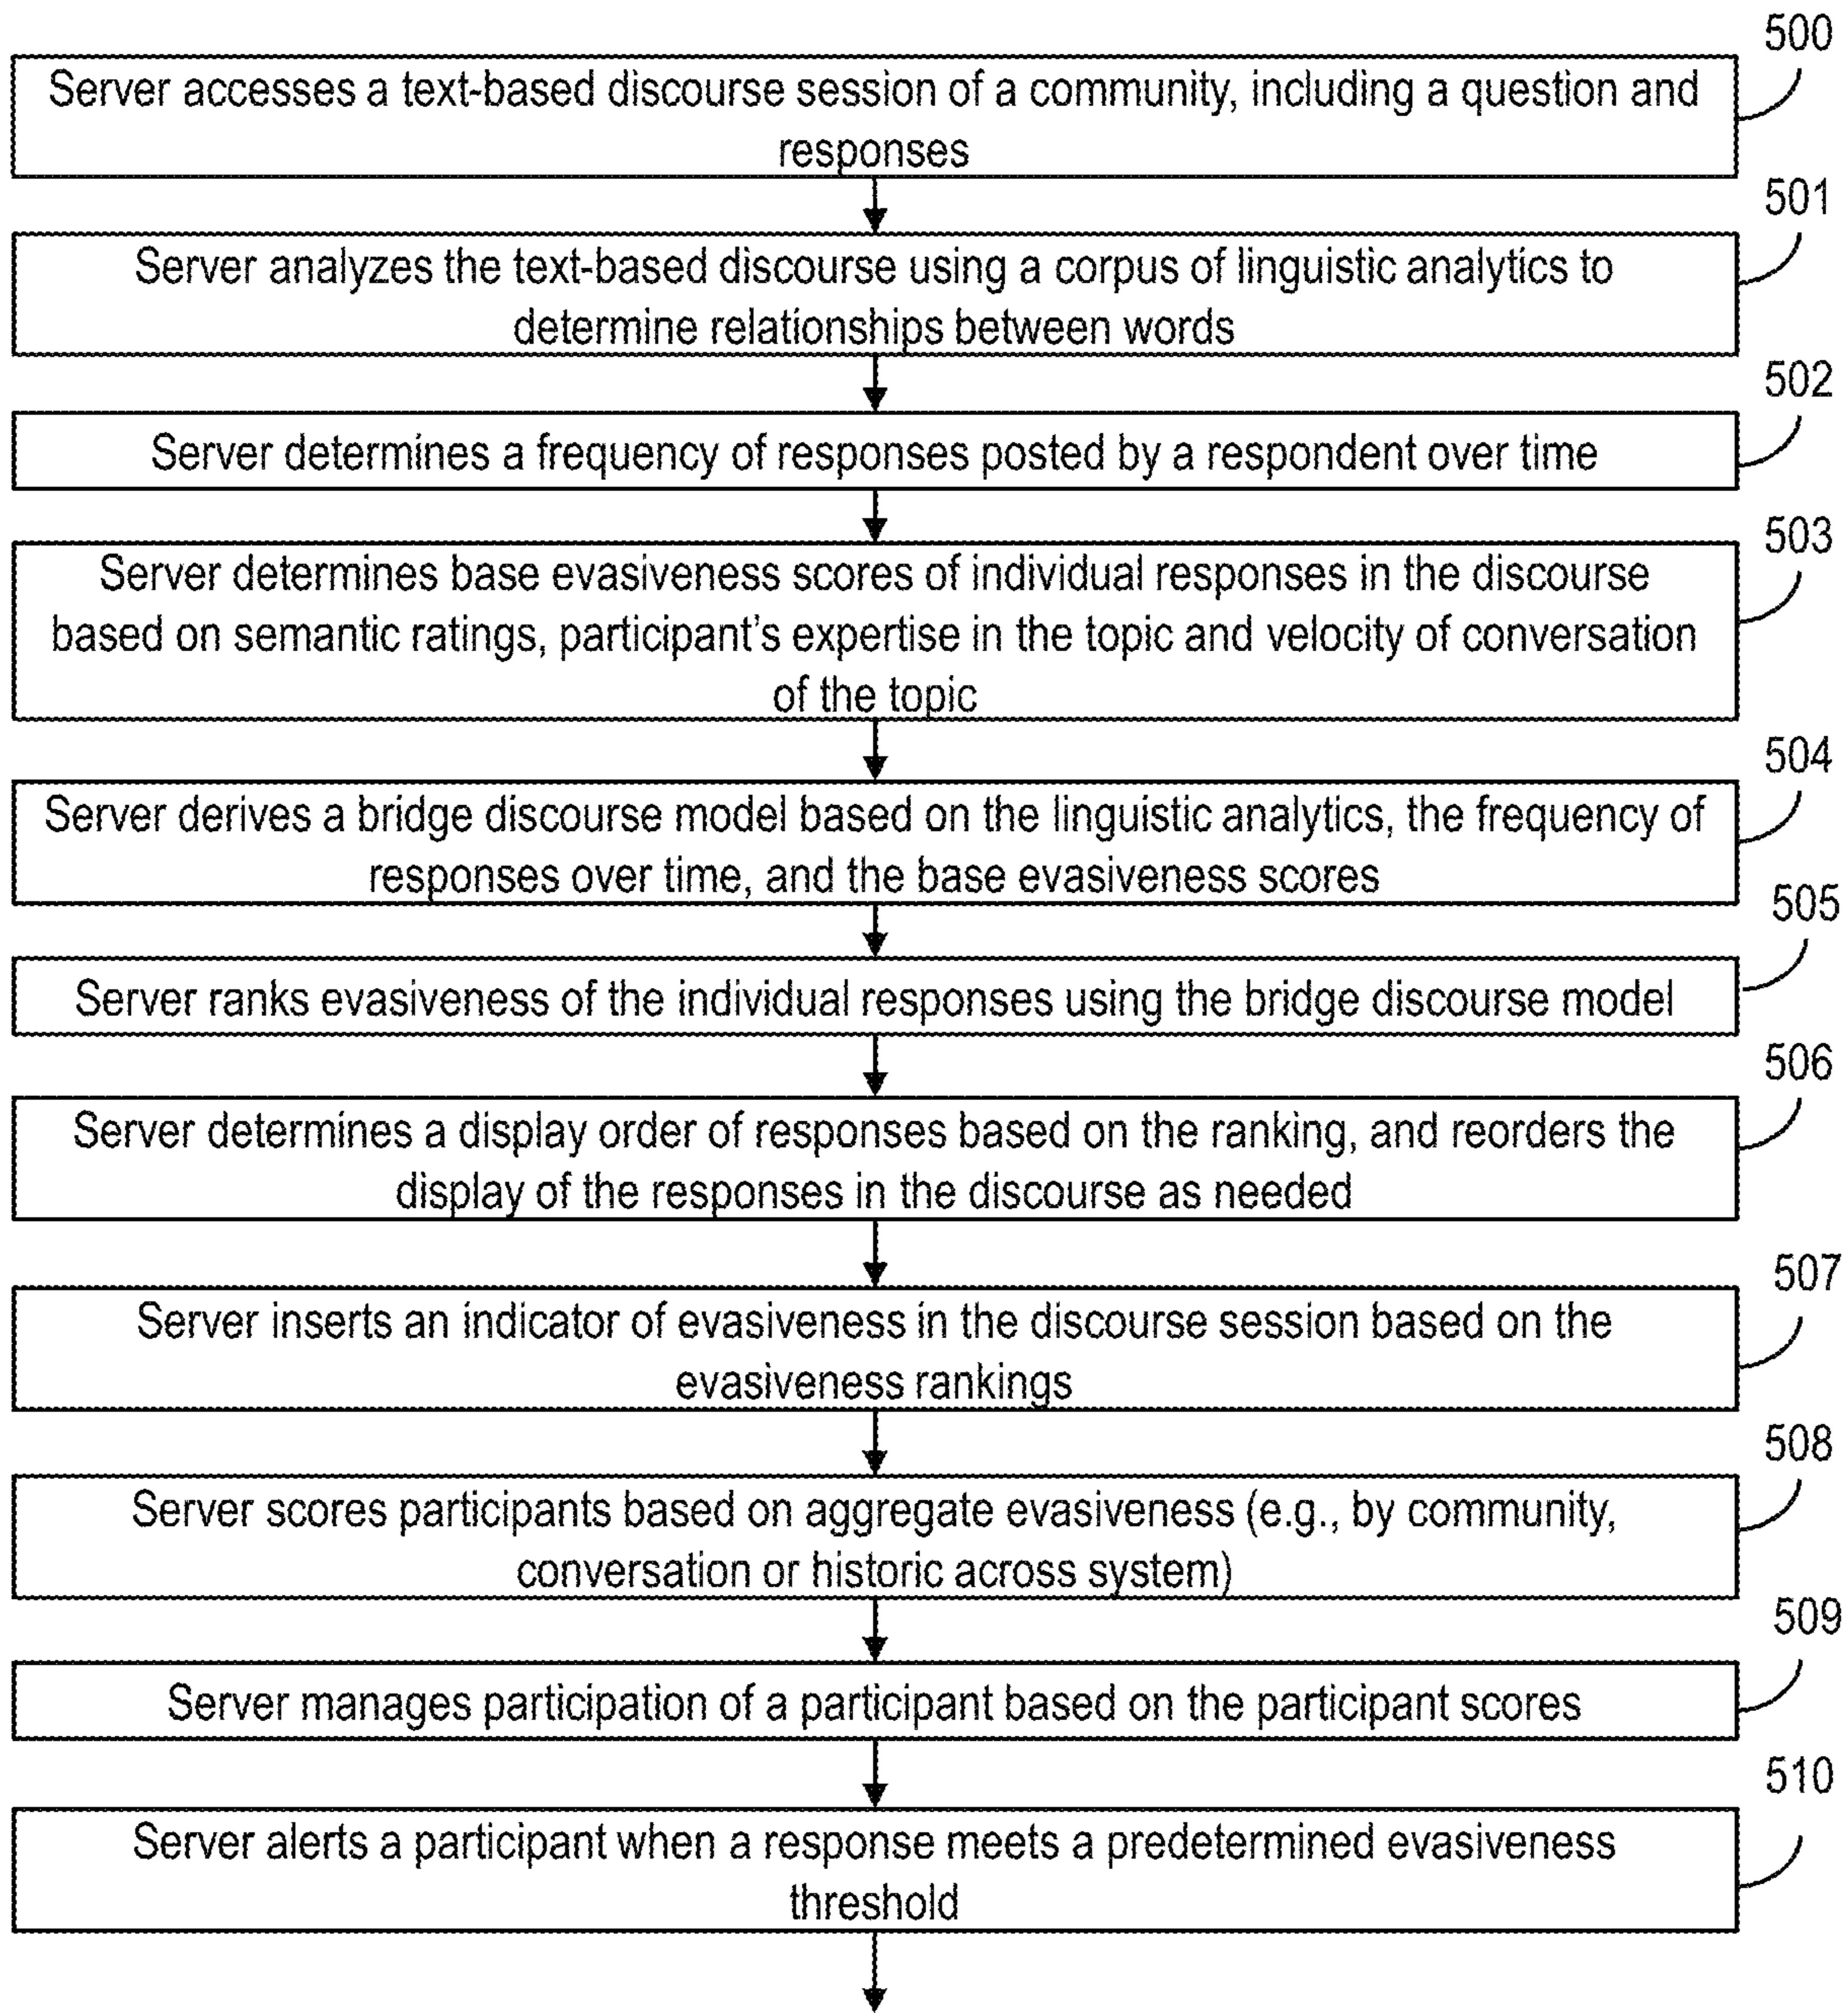 500
Server accesses a text-based discourse session of a community, including a question and
responses
501
Server analyzes the text-based discourse using a corpus of linguistic analytics to
determine relationships between words
502
Server determines a frequency of responses posted by a respondent over time
503
Server determines base evasiveness scores of individual responses in the discourse
based on semantic ratings, participant's expertise in the topic and velocity of conversation
of the topic
504
Server derives a bridge discourse model based on the linguistic analytics, the frequency of
responses over time, and the base evasiveness scores
505
Server ranks evasiveness of the individual responses using the bridge discourse model
506
Server determines a display order of responses based on the ranking, and reorders the
display of the responses in the discourse as needed
507
Server inserts an indicator of evasiveness in the discourse session based on the
evasiveness rankings
508
Server scores participants based on aggregate evasiveness (e.g., by community,
conversation or historic across system)
509
Server manages participation of a participant based on the participant scores
510
Server alerts a participant when a response meets a predetermined evasiveness
threshold